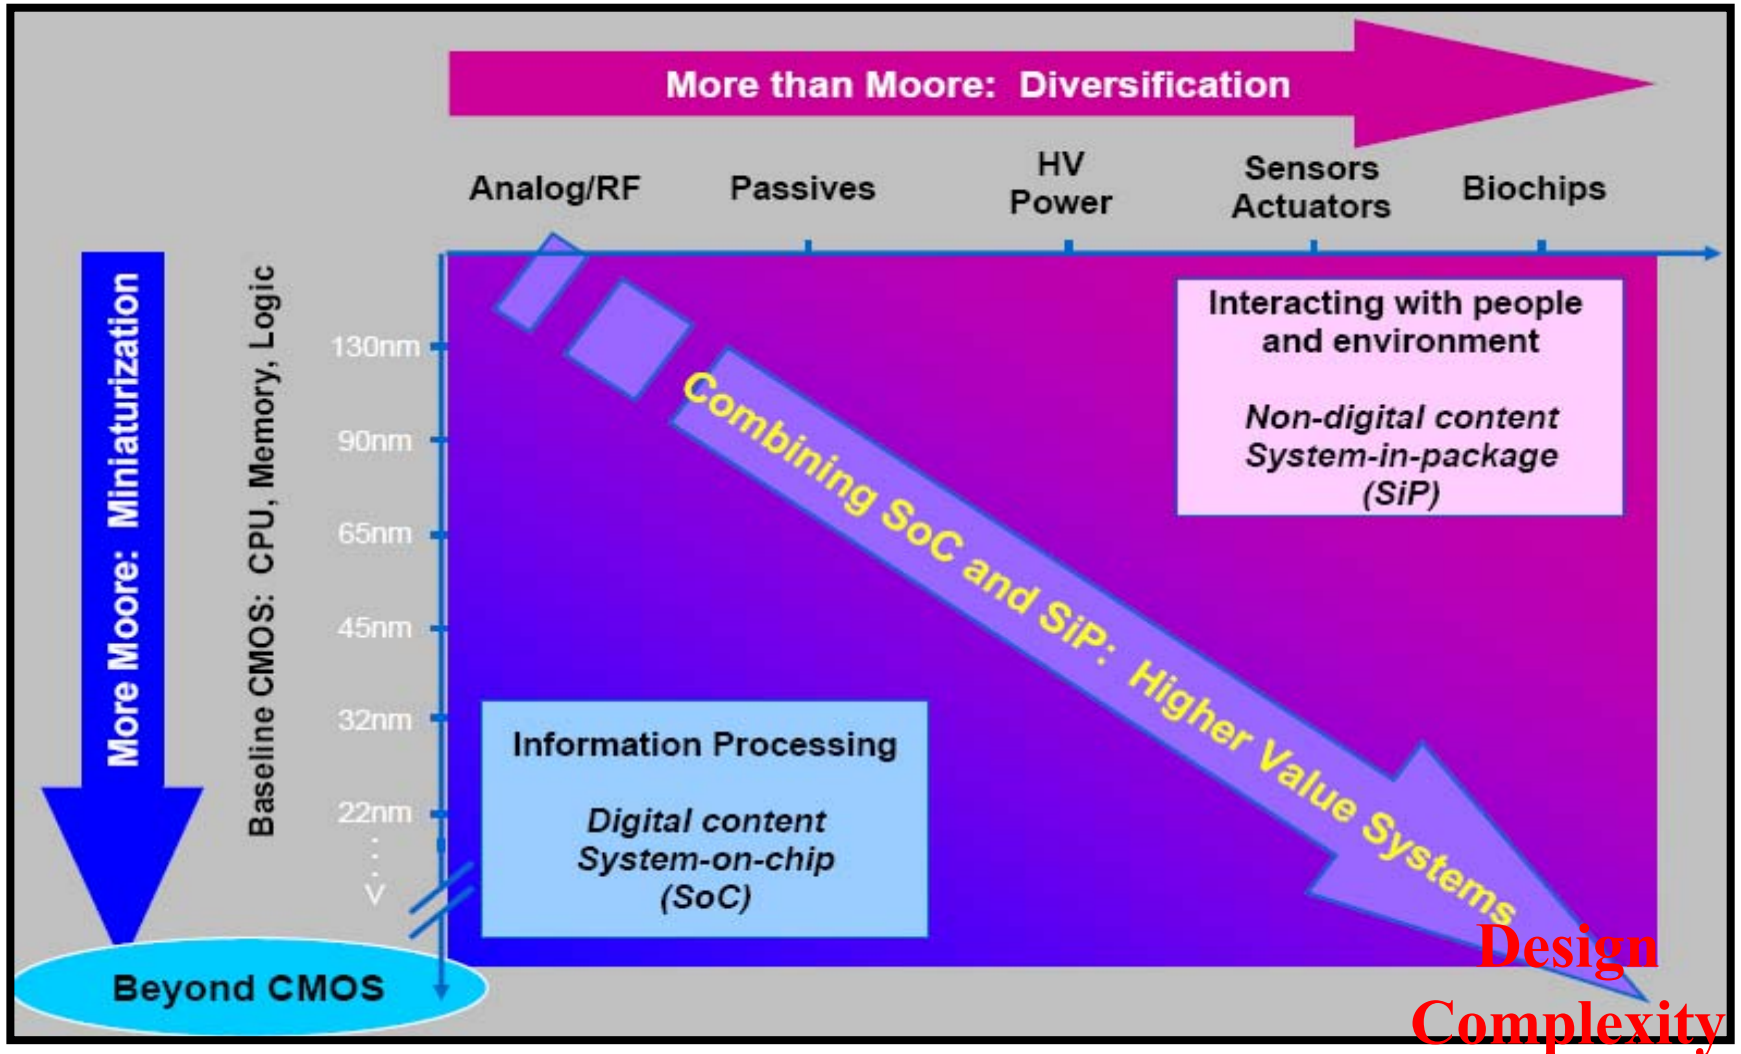 More than Moore: Diversification
Analog/RF
Passives
HV
Power
Sensors
Actuators
Biochips
More Moore: Miniaturization
Baseline CMOS: CPU, Memory, Logic
130nm
90nm
65nm
45nm
32nm
22nm
Interacting with people
and environment
Non-digital content
System-in-package
(SiP)
Combining SoC and SiP: Higher Value Systems
Information Processing
Digital content
System-on-chip
(SoC)
Beyond CMOS
Design
Complexity